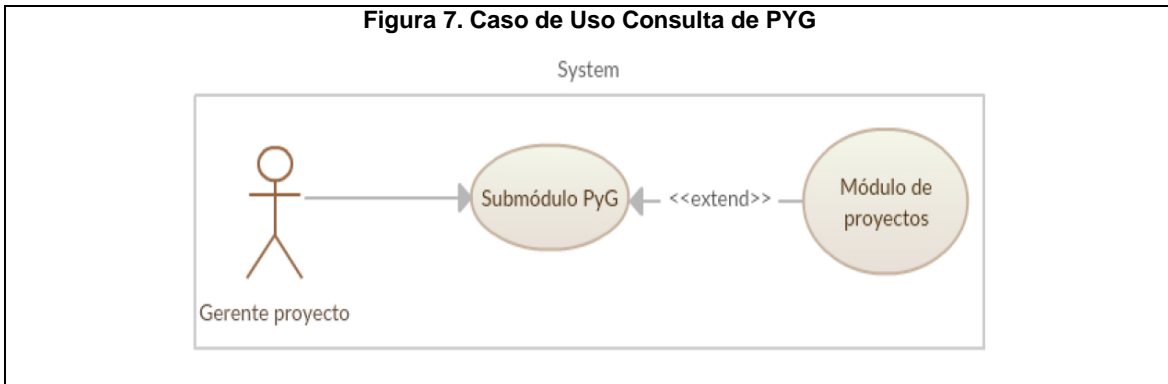 Figura 7. Caso de Uso Consulta de PYG
System
Submódulo PyG
<<extend>>
Módulo de
proyectos
Gerente proyecto